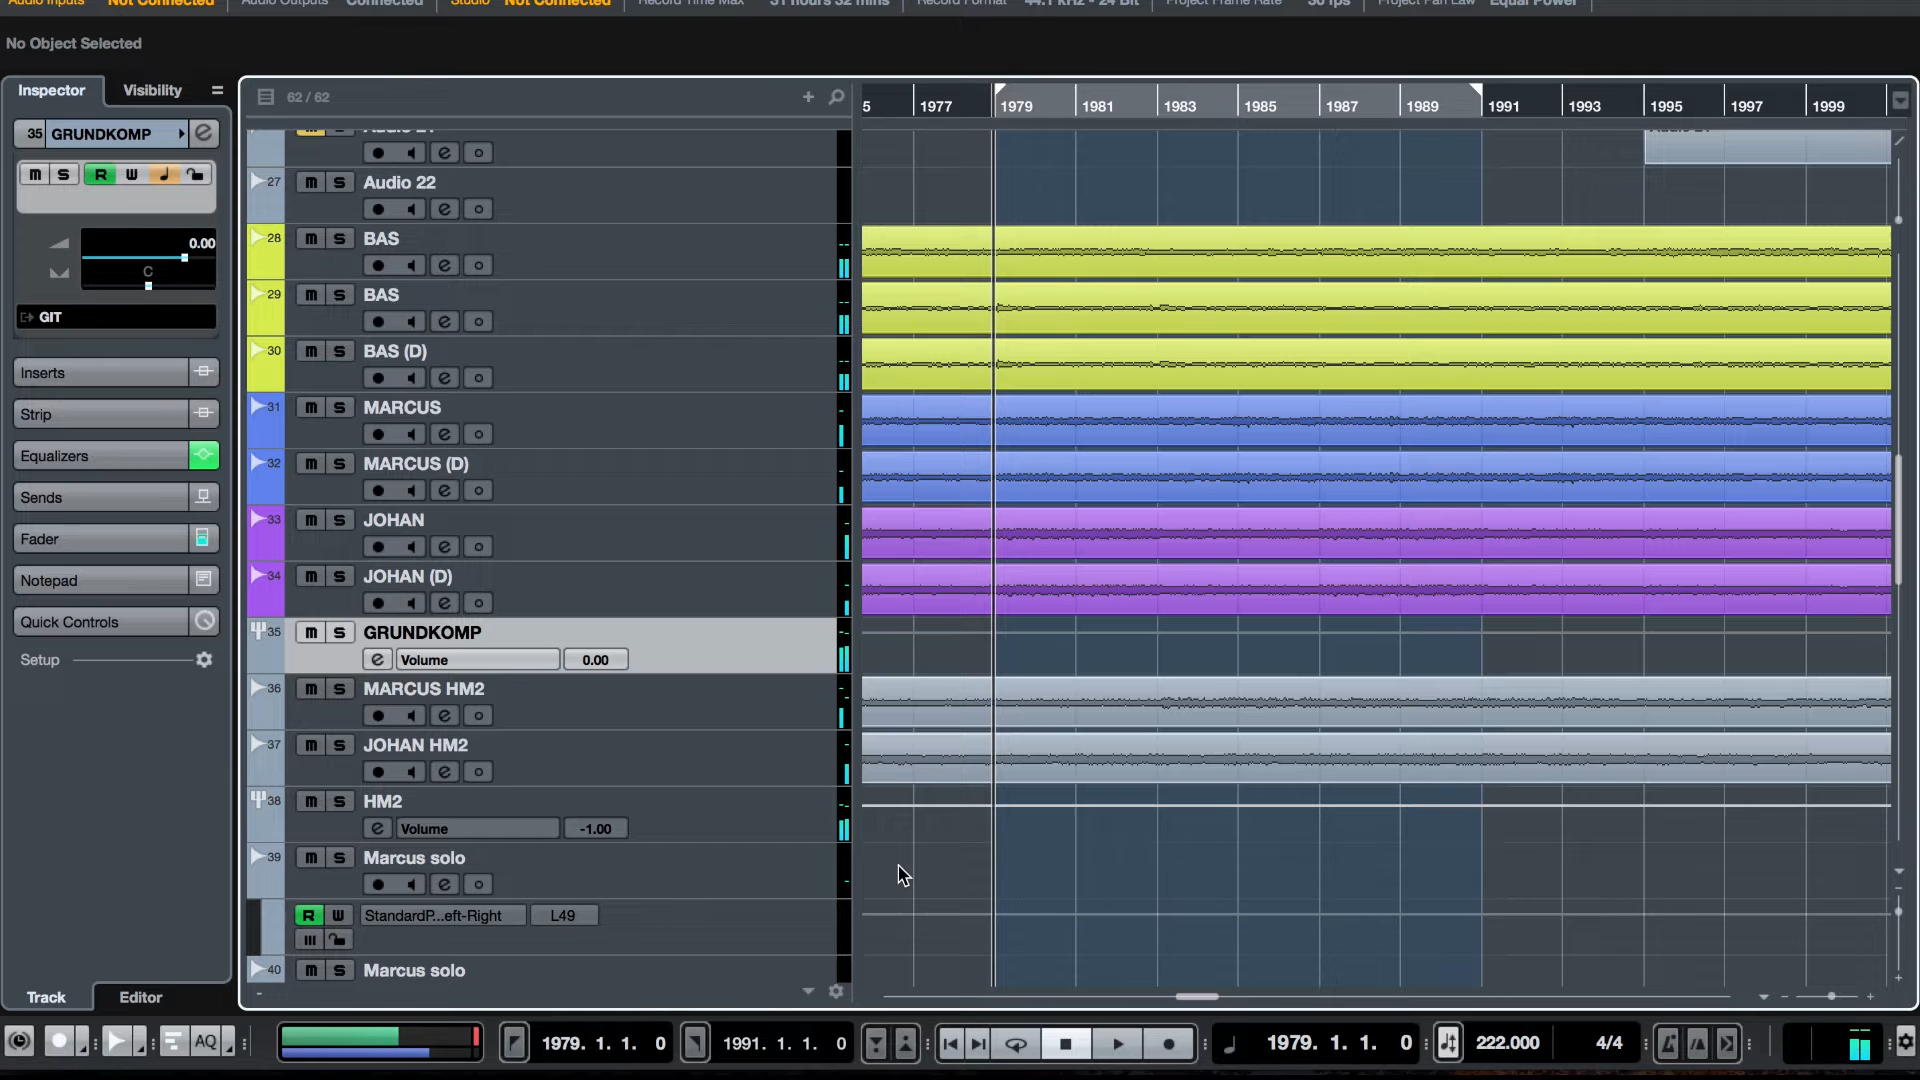 Audio Inputs Not Connected Audio Outputs Connected Studio Not Connected Record Time Max 31 hours 32 mins Record Format 44.1 kHz - 24 Bit Project Frame Rate 30 fps Project Pan Law Equal Power
No Object Selected
Inspector Visibility
62 / 62
5 1977 1979 1981 1983 1985 1987 1989 1991 1993 1995 1997 1999
35 GRUNDKOMP
m S R W
0.00
C
GIT
Inserts
Strip
Equalizers
Sends
Fader
Notepad
Quick Controls
Setup
Track Editor
27 m S Audio 22
28 m S BAS
29 m S BAS
30 m S BAS (D)
31 m S MARCUS
32 m S MARCUS (D)
33 m S JOHAN
34 m S JOHAN (D)
35 m S GRUNDKOMP
e Volume 0.00
36 m S MARCUS HM2
37 m S JOHAN HM2
38 m S HM2
e Volume -1.00
39 m S Marcus solo
R W StandardP...eft-Right L49
40 m S Marcus solo
AQ 1979. 1. 1. 0 1991. 1. 1. 0 1979. 1. 1. 0 222.000 4/4